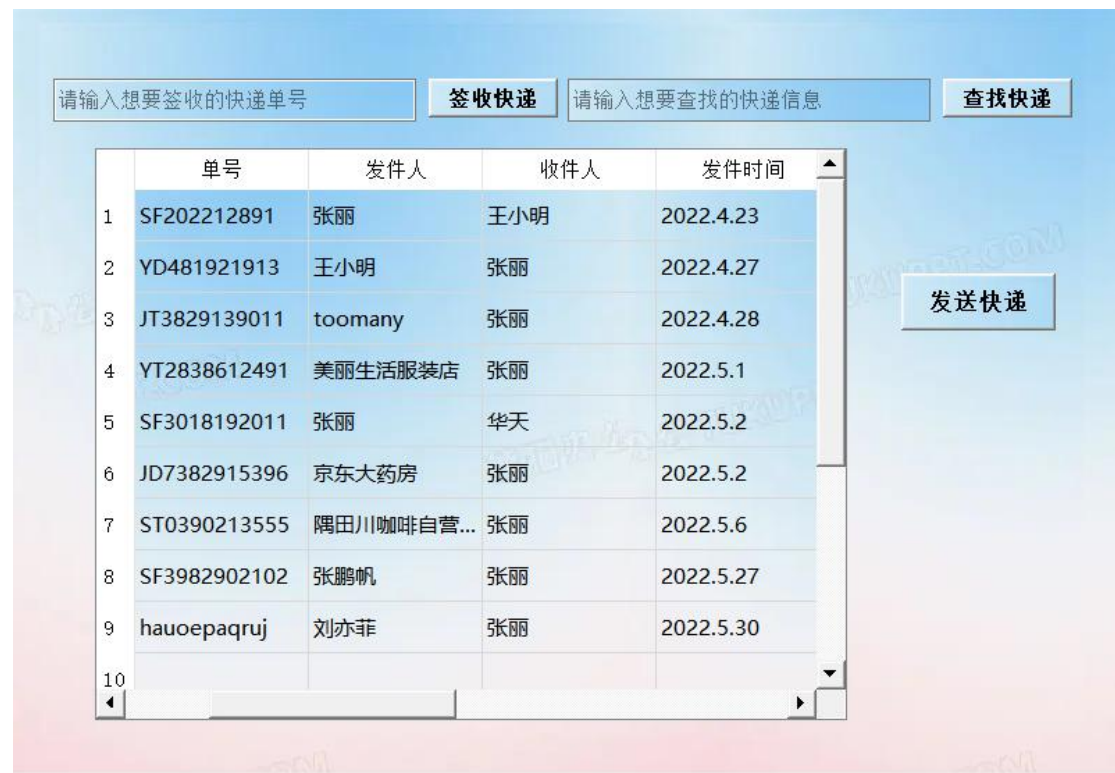 请输入想要签收的快递单号 签收快递 请输入想要查找的快递信息 查找快递
单号 发件人 收件人 发件时间
1 SF202212891 张丽 王小明 2022.4.23
2 YD481921913 王小明 张丽 2022.4.27
发送快递
3 JT3829139011 toomany 张丽 2022.4.28
4 YT2838612491 美丽生活服装店 张丽 2022.5.1
5 SF3018192011 张丽 华天 2022.5.2
6 JD7382915396 京东大药房 张丽 2022.5.2
7 ST0390213555 隅田川咖啡自营... 张丽 2022.5.6
8 SF3982902102 张鹏帆 张丽 2022.5.27
9 hauoepaqruj 刘亦菲 张丽 2022.5.30
10